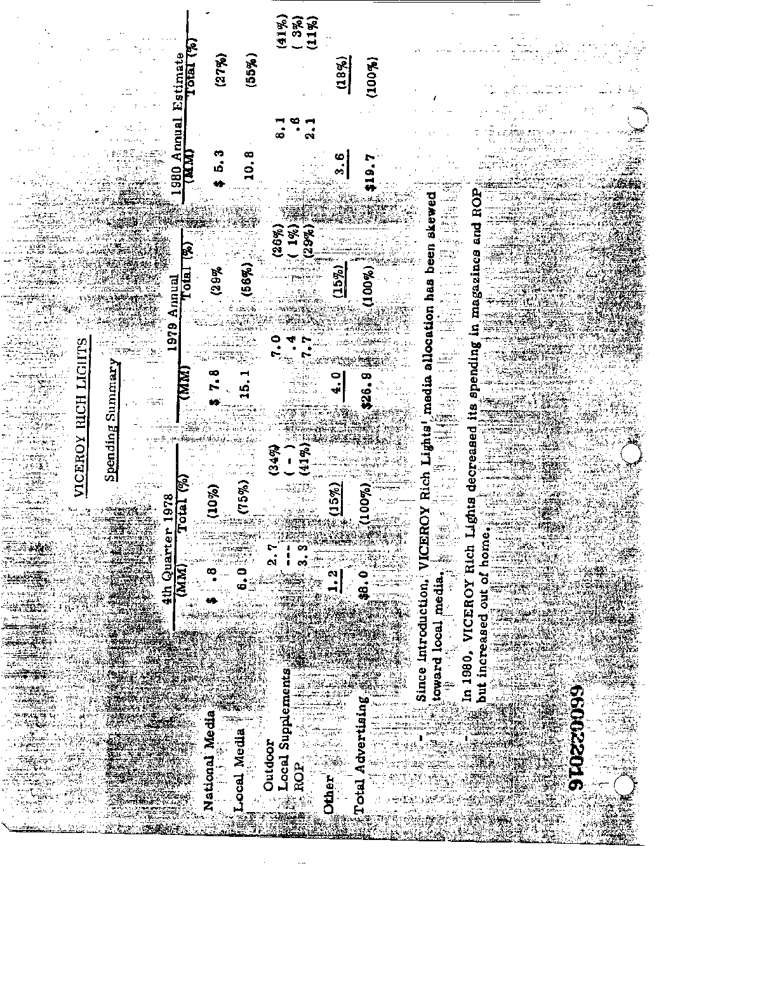 VICEROY RICH LIGHTS
Spending Summary
4th Quarter 1978 1979 Annual 1980 Annual Estimate
(MM) Total (%) (MM) Total (%) (MM) Total (%)
National Media $ .8 (10%) $ 7.8 (29% $ 5.3 (27%)
Local Media 6.0 (75%) 15.1 (56%) 10.8 (55%)
Outdoor 2.7 (34%) 7.0 (26%) 8.1 (41%)
Local Supplements --- ( - ) .4 ( 1%) .6 ( 3%)
ROP 3.3 (41%) 7.7 (29%) 2.1 (11%)
Other 1.2 (15%) 4.0 (15%) 3.6 (18%)
Total Advertising $8.0 (100%) $26.9 (100%) $19.7 (100%)
- Since introduction, VICEROY Rich Lights' media allocation has been skewed
toward local media.
- In 1980, VICEROY Rich Lights decreased its spending in magazines and ROP
but increased out of home.
660022016